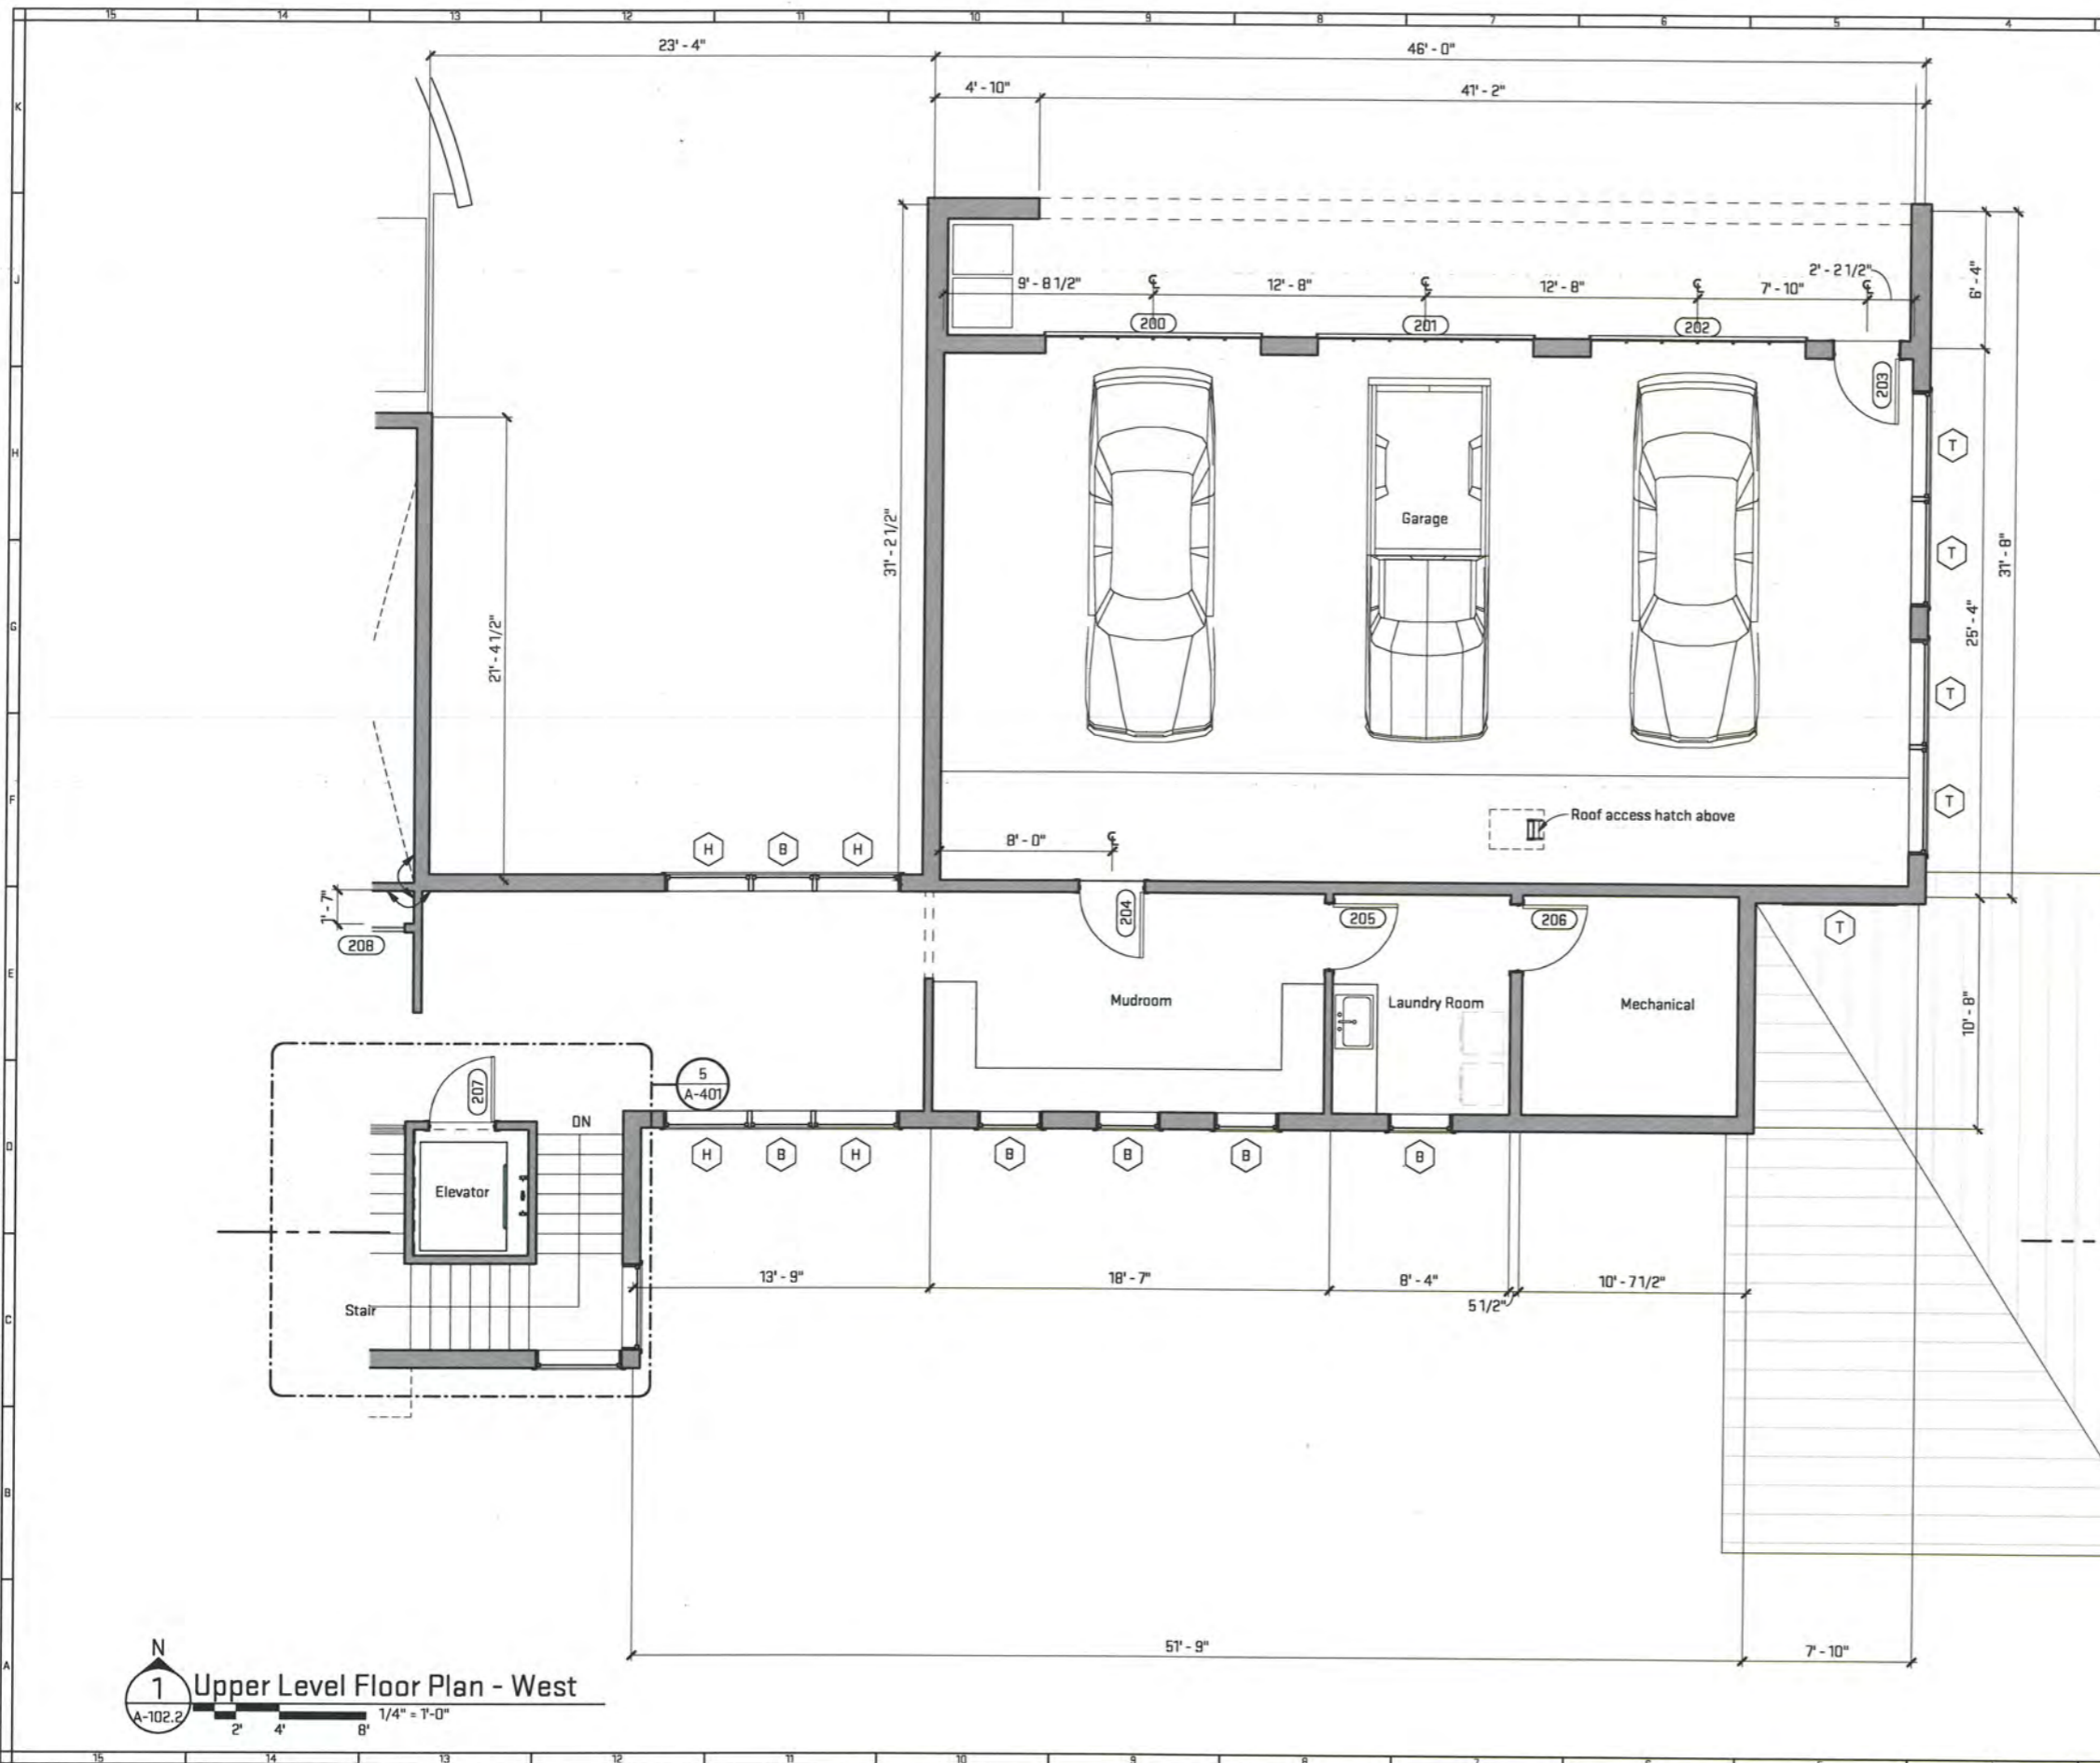 15 14 13 12 11 10 9 8 7 6 5 4
23' - 4" 46' - 0"
4' - 10" 41' - 2"
K
J
H
G
F
E
D
C
B
A
9' - 8 1/2" ℄ 12' - 8" ℄ 12' - 8" ℄ 7' - 10" ℄ 2' - 2 1/2"
200 201 202
203
6' - 4"
31' - 8"
25' - 4"
T
T
T
T
31' - 2 1/2"
21' - 4 1/2"
Garage
Roof access hatch above
8' - 0" ℄
H B H
1' - 7"
208
204
205
206
T
Mudroom
Laundry Room
Mechanical
10' - 8"
207
5
A-401
DN
Elevator
Stair
H B H B B B B
13' - 9" 18' - 7" 8' - 4" 5 1/2" 10' - 7 1/2"
51' - 9" 7' - 10"
N
1
A-102.2
Upper Level Floor Plan - West
1/4" = 1'-0"
2' 4' 8'
15 14 13 12 11 10 9 8